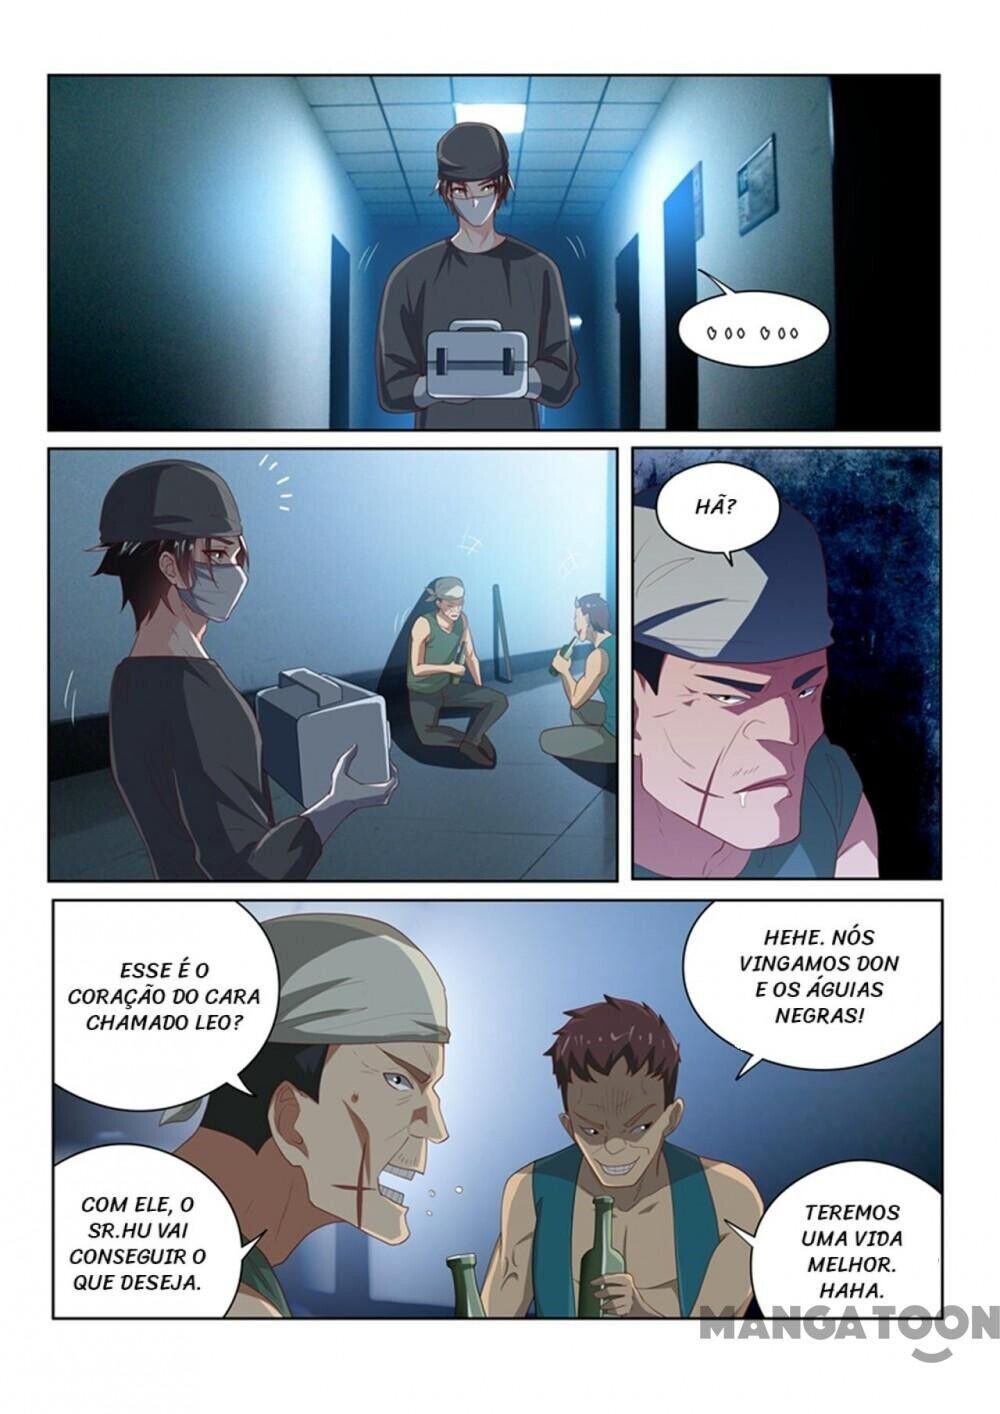 HÃ?
ESSE É O
CORAÇÃO DO CARA
CHAMADO LEO?
HEHE. NÓS
VINGAMOS DON
E OS ÁGUIAS
NEGRAS!
COM ELE, O
SR.HU VAI
CONSEGUIR O
QUE DESEJA.
TEREMOS
UMA VIDA
MELHOR.
HAHA.
MANGATOON